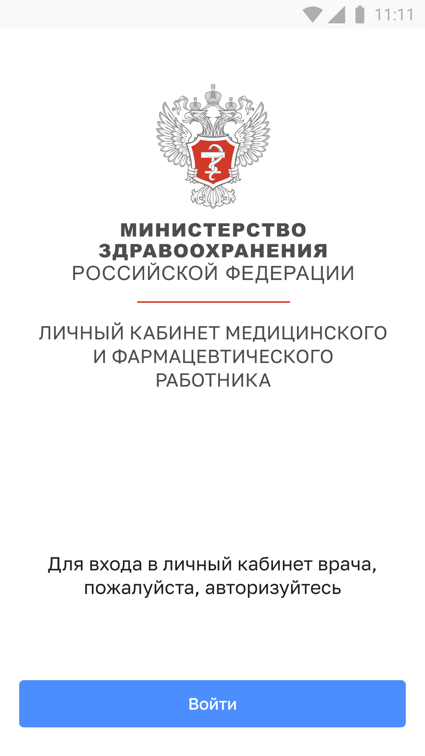 11:11
МИНИСТЕРСТВО
ЗДРАВООХРАНЕНИЯ
РОССИЙСКОЙ ФЕДЕРАЦИИ
ЛИЧНЫЙ КАБИНЕТ МЕДИЦИНСКОГО
И ФАРМАЦЕВТИЧЕСКОГО
РАБОТНИКА
Для входа в личный кабинет врача,
пожалуйста, авторизуйтесь
Войти